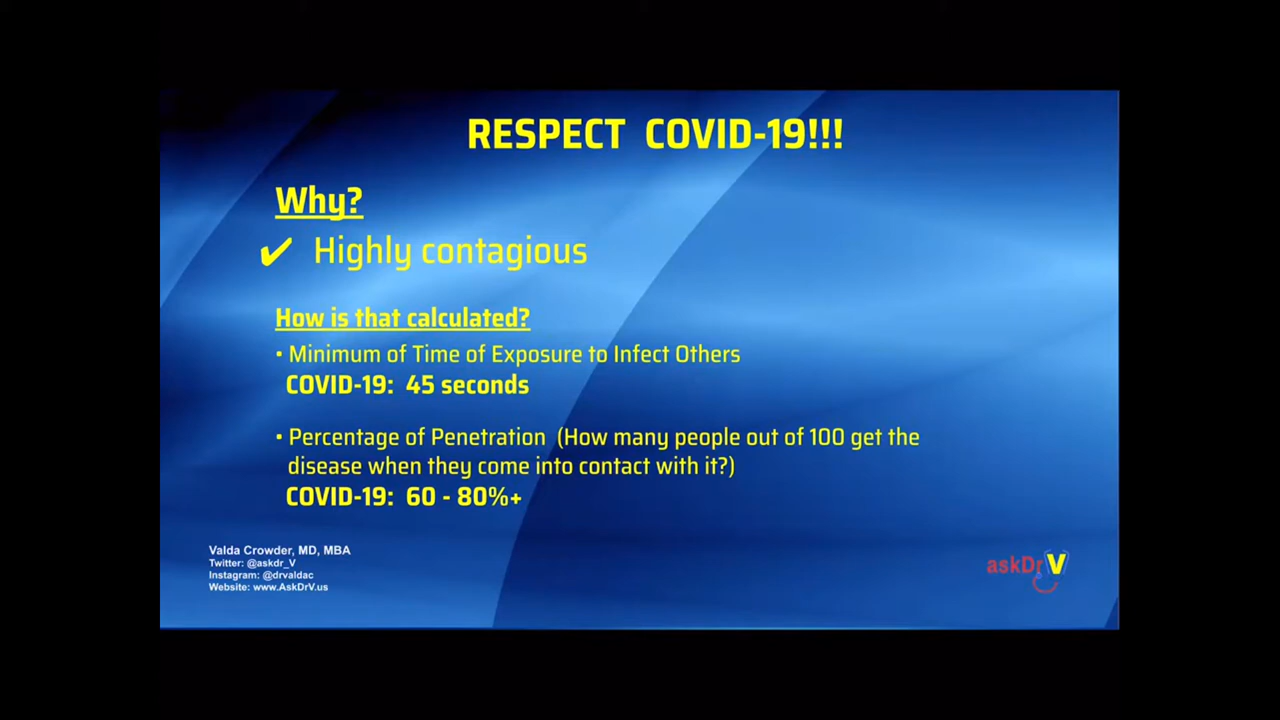 RESPECT COVID-19!!!
Why?
✔ Highly contagious
How is that calculated?
• Minimum of Time of Exposure to Infect Others
COVID-19: 45 seconds
• Percentage of Penetration (How many people out of 100 get the
disease when they come into contact with it?)
COVID-19: 60 - 80%+
Valda Crowder, MD, MBA
Twitter: @askdr_V
Instagram: @drvaldac
Website: www.AskDrV.us
askDrV